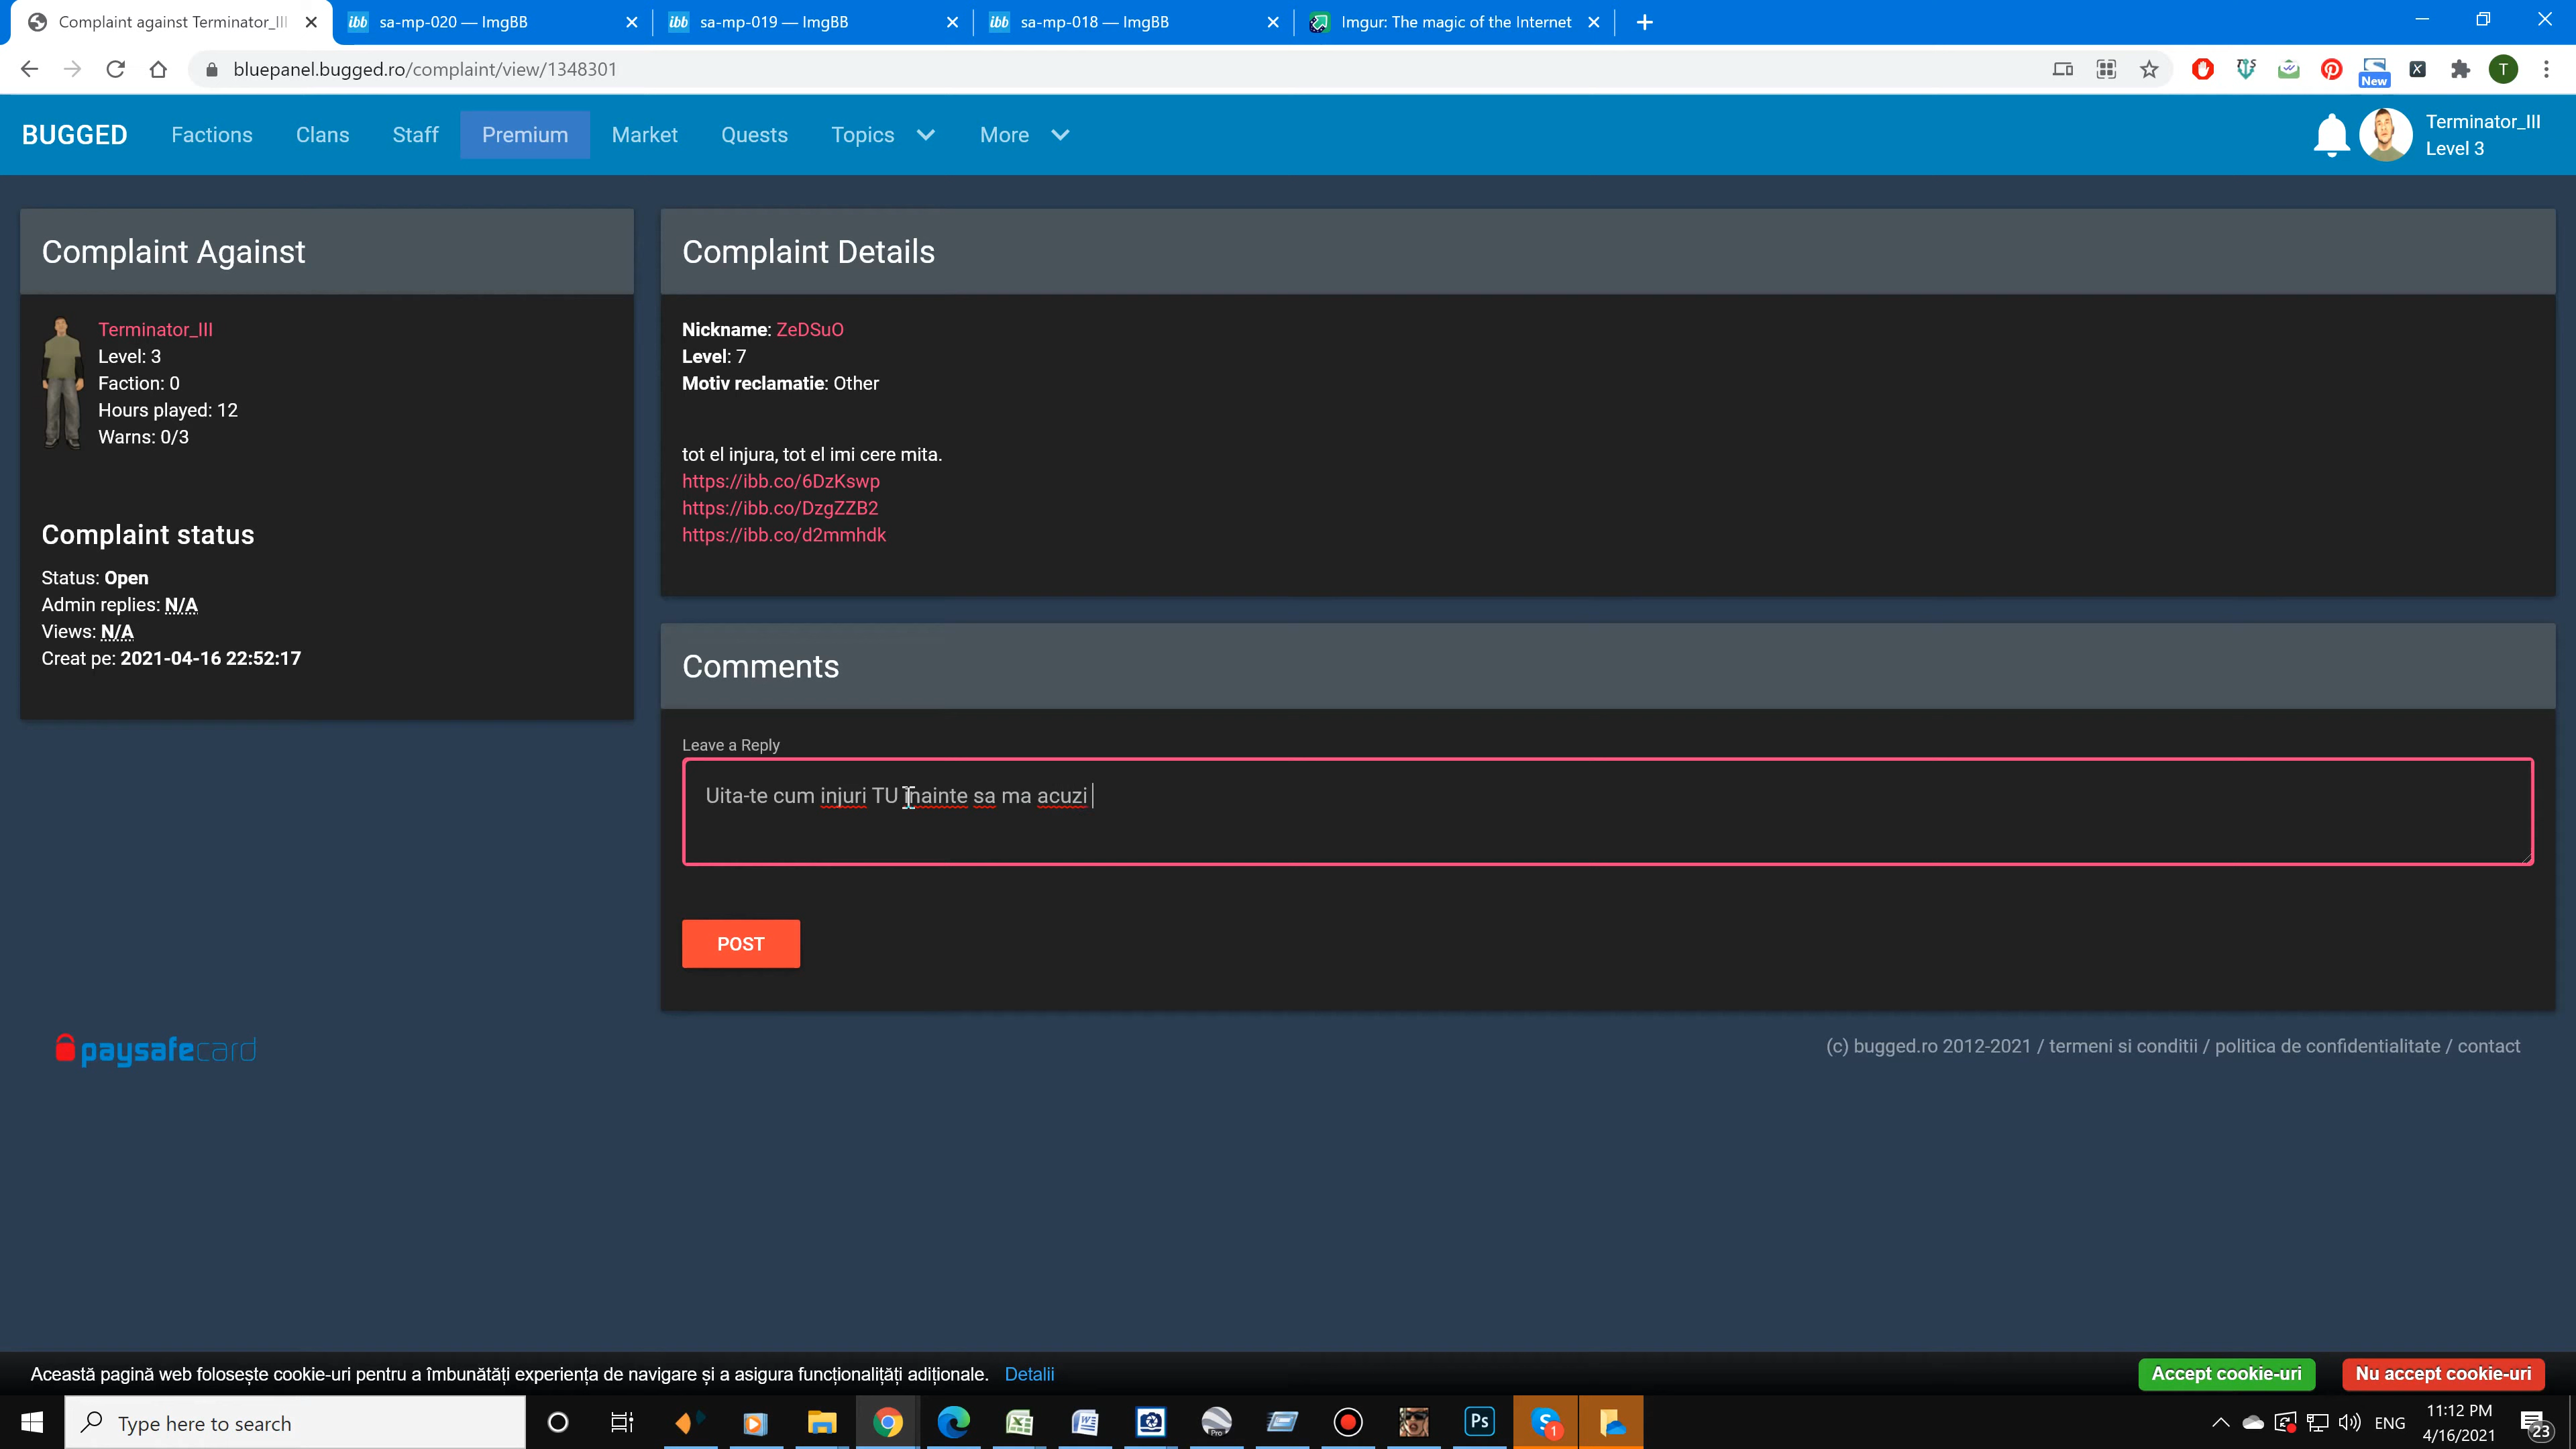 Complaint against Terminator_III
sa-mp-020 — ImgBB
sa-mp-019 — ImgBB
sa-mp-018 — ImgBB
Imgur: The magic of the Internet
bluepanel.bugged.ro/complaint/view/1348301
New
T
BUGGED
Factions
Clans
Staff
Premium
Market
Quests
Topics
More
Terminator_III
Level 3
Complaint Against
Terminator_III
Level: 3
Faction: 0
Hours played: 12
Warns: 0/3
Complaint status
Status: Open
Admin replies: N/A
Views: N/A
Creat pe: 2021-04-16 22:52:17
Complaint Details
Nickname: ZeDSuO
Level: 7
Motiv reclamatie: Other
tot el injura, tot el imi cere mita.
https://ibb.co/6DzKswp
https://ibb.co/DzgZZB2
https://ibb.co/d2mmhdk
Comments
Leave a Reply
Uita-te cum injuri TU inainte sa ma acuzi
POST
paysafecard
(c) bugged.ro 2012-2021 / termeni si conditii / politica de confidentialitate / contact
Această pagină web folosește cookie-uri pentru a îmbunătăți experiența de navigare și a asigura funcționalițăți adiționale. Detalii
Accept cookie-uri
Nu accept cookie-uri
Type here to search
Pro
Ps
1
ENG
11:12 PM
4/16/2021
23